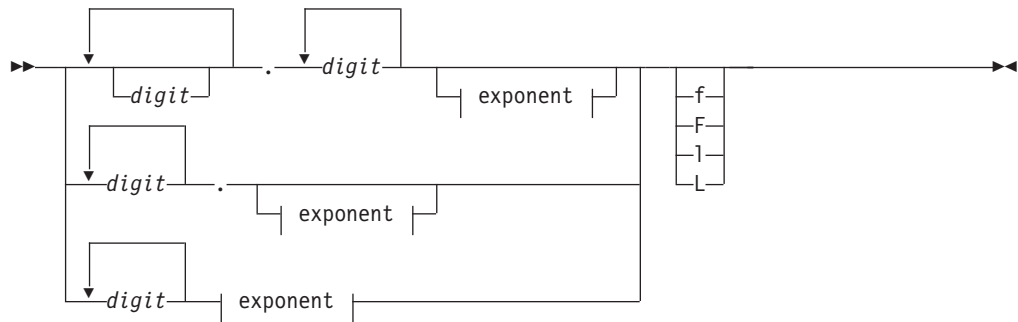 . digit
digit exponent f
F
l
digit . L
exponent
digit exponent